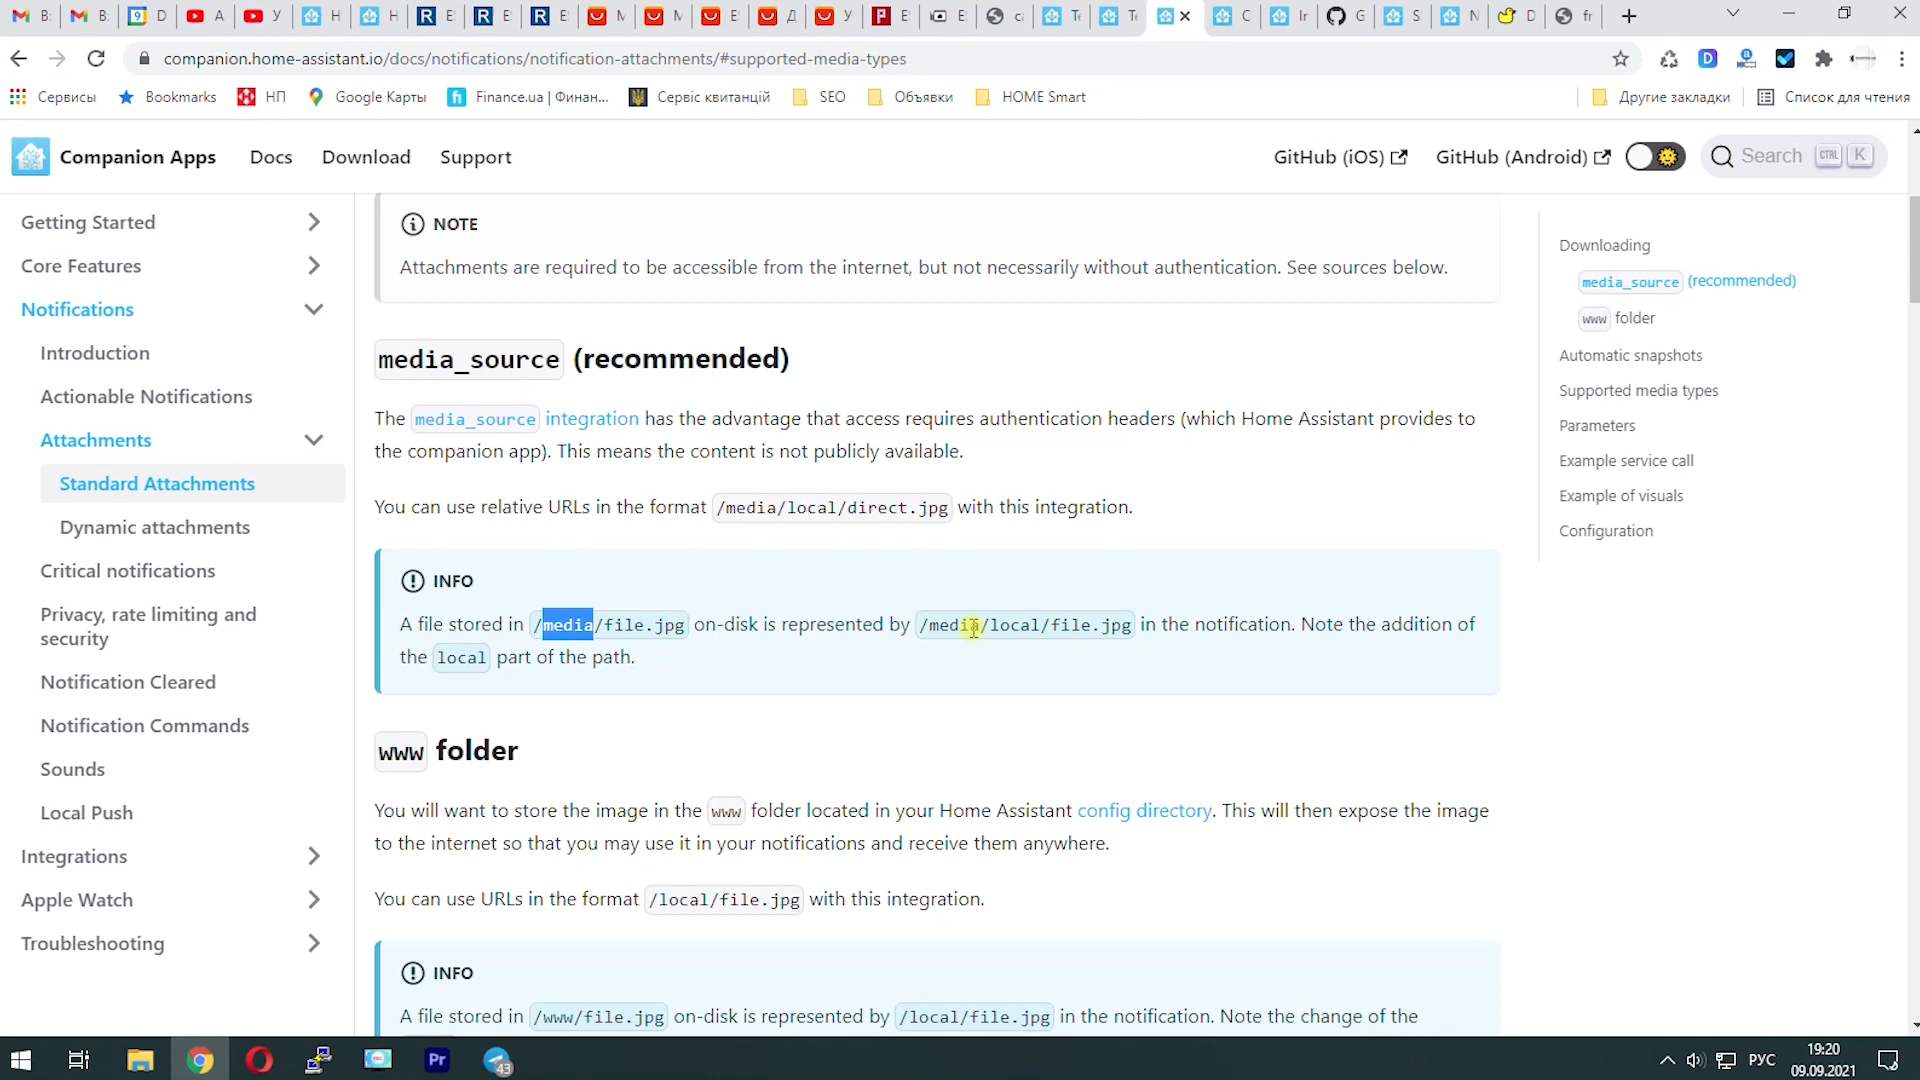 companion.home-assistant.io/docs/notifications/notification-attachments/#supported-media-types
Сервисы
Bookmarks
НП
Google Карты
Finance.ua | Финан...
Сервіс квитанцій
SEO
Объявки
HOME Smart
Другие закладки
Список для чтения
Companion Apps
Docs
Download
Support
GitHub (iOS)
GitHub (Android)
Search
CTRL
K
Getting Started
Core Features
Notifications
Introduction
Actionable Notifications
Attachments
Standard Attachments
Dynamic attachments
Critical notifications
Privacy, rate limiting and
security
Notification Cleared
Notification Commands
Sounds
Local Push
Integrations
Apple Watch
Troubleshooting
NOTE
Attachments are required to be accessible from the internet, but not necessarily without authentication. See sources below.
media_source (recommended)
The media_source integration has the advantage that access requires authentication headers (which Home Assistant provides to
the companion app). This means the content is not publicly available.
You can use relative URLs in the format /media/local/direct.jpg with this integration.
INFO
A file stored in /media/file.jpg on-disk is represented by /media/local/file.jpg in the notification. Note the addition of
the local part of the path.
www folder
You will want to store the image in the www folder located in your Home Assistant config directory. This will then expose the image
to the internet so that you may use it in your notifications and receive them anywhere.
You can use URLs in the format /local/file.jpg with this integration.
INFO
A file stored in /www/file.jpg on-disk is represented by /local/file.jpg in the notification. Note the change of the
Downloading
media_source (recommended)
www folder
Automatic snapshots
Supported media types
Parameters
Example service call
Example of visuals
Configuration
Pr
43
РУС
19:20
09.09.2021